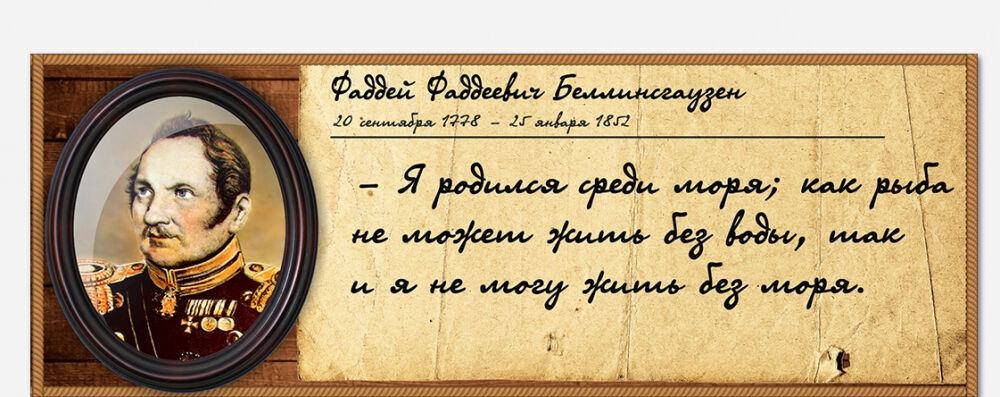 Фаддей Фаддеевич Беллинсгаузен
20 сентября 1778 – 25 января 1852
– Я родился среди моря; как рыба
не может жить без воды, так
и я не могу жить без моря.